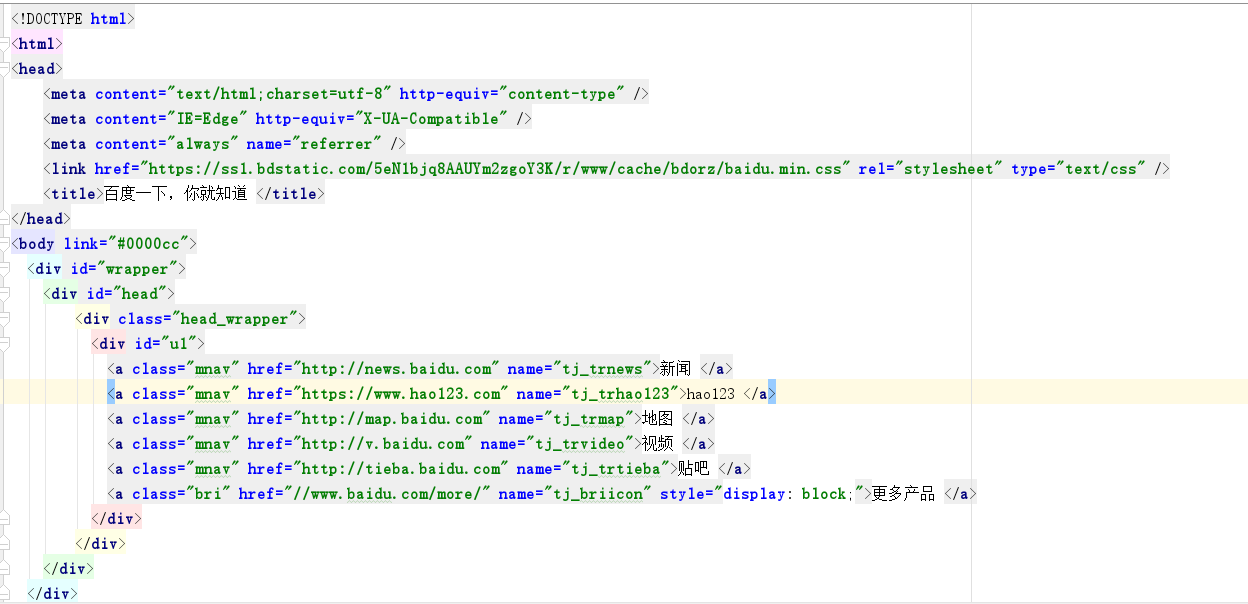 <!DOCTYPE html>
<html>
<head>
<meta content="text/html;charset=utf-8" http-equiv="content-type" />
<meta content="IE=Edge" http-equiv="X-UA-Compatible" />
<meta content="always" name="referrer" />
<link href="https://ss1.bdstatic.com/5eN1bjq8AAUYm2zgoY3K/r/www/cache/bdorz/baidu.min.css" rel="stylesheet" type="text/css" />
<title>百度一下，你就知道 </title>
</head>
<body link="#0000cc">
<div id="wrapper">
<div id="head">
<div class="head_wrapper">
<div id="u1">
<a class="mnav" href="http://news.baidu.com" name="tj_trnews">新闻 </a>
<a class="mnav" href="https://www.hao123.com" name="tj_trhao123">hao123 </a>
<a class="mnav" href="http://map.baidu.com" name="tj_trmap">地图 </a>
<a class="mnav" href="http://v.baidu.com" name="tj_trvideo">视频 </a>
<a class="mnav" href="http://tieba.baidu.com" name="tj_trtieba">贴吧 </a>
<a class="bri" href="//www.baidu.com/more/" name="tj_briicon" style="display: block;">更多产品 </a>
</div>
</div>
</div>
</div>